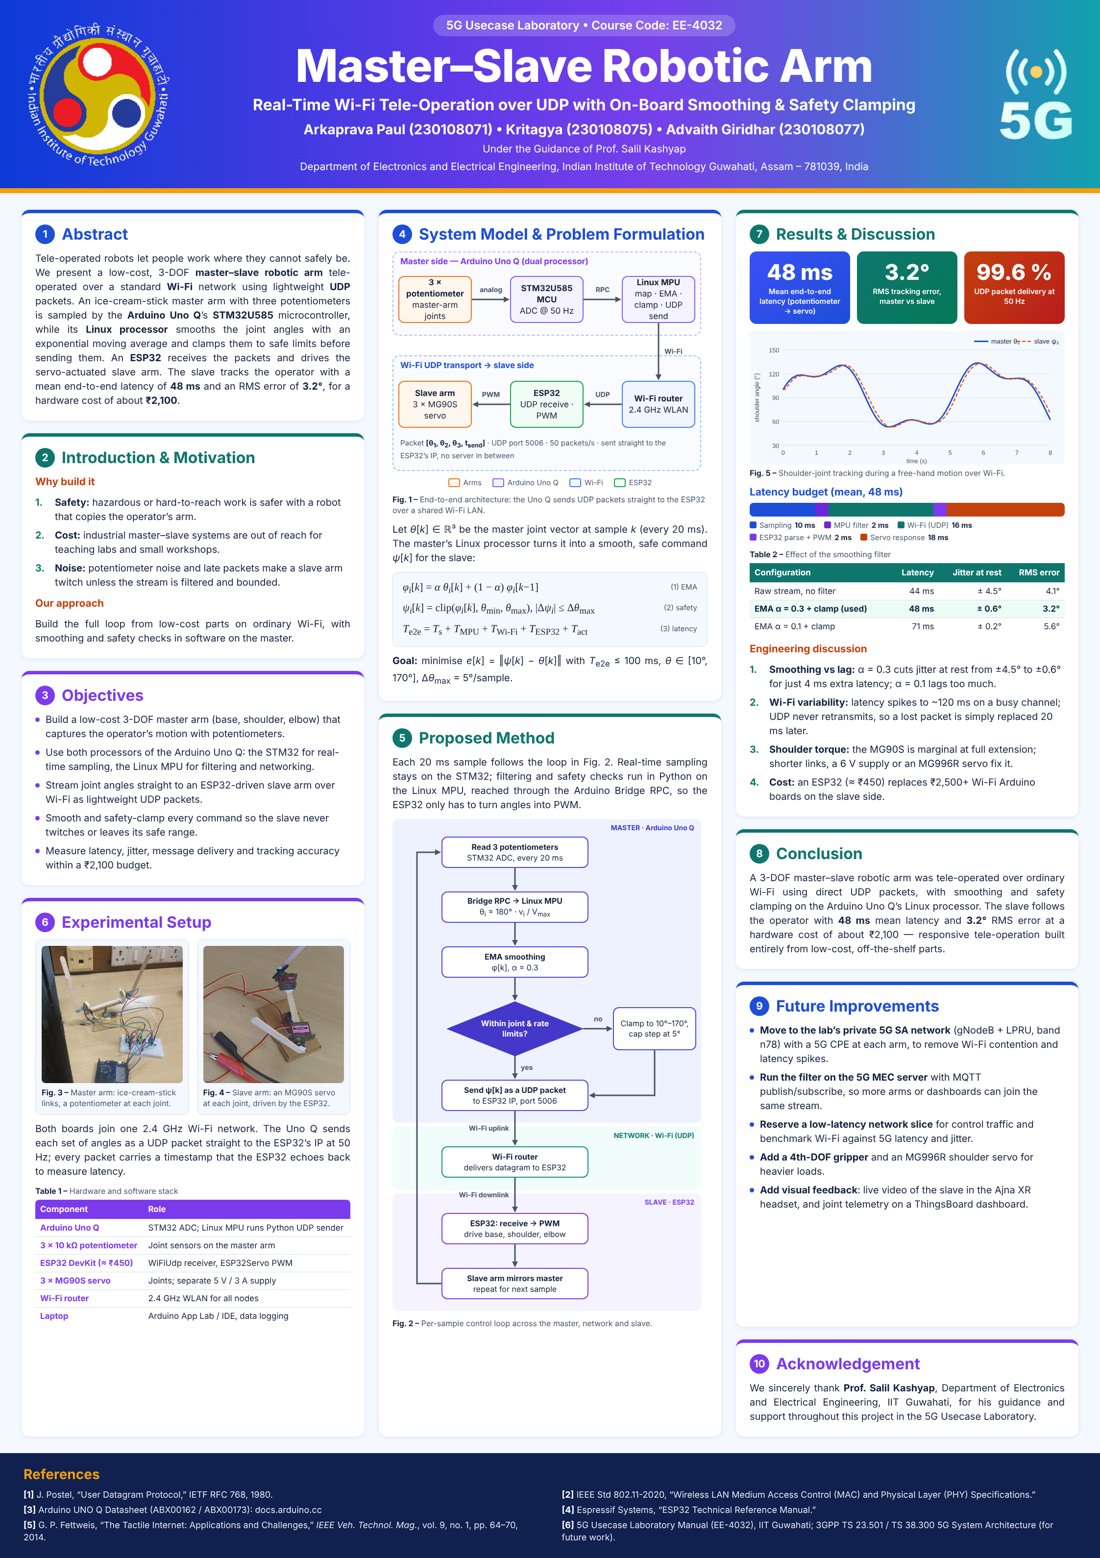 भारतीय प्रौद्योगिकी संस्थान गुवाहाटी
Indian Institute of Technology Guwahati
5G Usecase Laboratory • Course Code: EE-4032
Master–Slave Robotic Arm
Real-Time Wi-Fi Tele-Operation over UDP with On-Board Smoothing & Safety Clamping
Arkaprava Paul (230108071) • Kritagya (230108075) • Advaith Giridhar (230108077)
Under the Guidance of Prof. Salil Kashyap
Department of Electronics and Electrical Engineering, Indian Institute of Technology Guwahati, Assam – 781039, India
5G
1 Abstract
Tele-operated robots let people work where they cannot safely be.
We present a low-cost, 3-DOF master–slave robotic arm tele-
operated over a standard Wi-Fi network using lightweight UDP
packets. An ice-cream-stick master arm with three potentiometers
is sampled by the Arduino Uno Q's STM32U585 microcontroller,
while its Linux processor smooths the joint angles with an
exponential moving average and clamps them to safe limits before
sending them. An ESP32 receives the packets and drives the
servo-actuated slave arm. The slave tracks the operator with a
mean end-to-end latency of 48 ms and an RMS error of 3.2°, for a
hardware cost of about ₹2,100.
2 Introduction & Motivation
Why build it
1. Safety: hazardous or hard-to-reach work is safer with a robot
that copies the operator's arm.
2. Cost: industrial master–slave systems are out of reach for
teaching labs and small workshops.
3. Noise: potentiometer noise and late packets make a slave arm
twitch unless the stream is filtered and bounded.
Our approach
Build the full loop from low-cost parts on ordinary Wi-Fi, with
smoothing and safety checks in software on the master.
3 Objectives
• Build a low-cost 3-DOF master arm (base, shoulder, elbow) that
captures the operator's motion with potentiometers.
• Use both processors of the Arduino Uno Q: the STM32 for real-
time sampling, the Linux MPU for filtering and networking.
• Stream joint angles straight to an ESP32-driven slave arm over
Wi-Fi as lightweight UDP packets.
• Smooth and safety-clamp every command so the slave never
twitches or leaves its safe range.
• Measure latency, jitter, message delivery and tracking accuracy
within a ₹2,100 budget.
6 Experimental Setup
Fig. 3 – Master arm: ice-cream-stick
links, a potentiometer at each joint.
Fig. 4 – Slave arm: an MG90S servo
at each joint, driven by the ESP32.
Both boards join one 2.4 GHz Wi-Fi network. The Uno Q sends
each set of angles as a UDP packet straight to the ESP32's IP at 50
Hz; every packet carries a timestamp that the ESP32 echoes back
to measure latency.
Table 1 – Hardware and software stack
Component Role
Arduino Uno Q STM32 ADC; Linux MPU runs Python UDP sender
3 × 10 kΩ potentiometer Joint sensors on the master arm
ESP32 DevKit (≈ ₹450) WiFiUdp receiver, ESP32Servo PWM
3 × MG90S servo Joints; separate 5 V / 3 A supply
Wi-Fi router 2.4 GHz WLAN for all nodes
Laptop Arduino App Lab / IDE, data logging
4 System Model & Problem Formulation
Master side — Arduino Uno Q (dual processor)
3 ×
potentiometer
master-arm
joints
analog
STM32U585
MCU
ADC @ 50 Hz
RPC
Linux MPU
map · EMA ·
clamp · UDP
send
Wi-Fi
Wi-Fi UDP transport → slave side
Slave arm
3 × MG90S
servo
PWM
ESP32
UDP receive ·
PWM
UDP
Wi-Fi router
2.4 GHz WLAN
Packet [θ1, θ2, θ3, tsend] · UDP port 5006 · 50 packets/s · sent straight to the
ESP32's IP, no server in between
Arms Arduino Uno Q Wi-Fi ESP32
Fig. 1 – End-to-end architecture: the Uno Q sends UDP packets straight to the ESP32
over a shared Wi-Fi LAN.
Let θ[k] ∈ ℝ³ be the master joint vector at sample k (every 20 ms).
The master's Linux processor turns it into a smooth, safe command
ψ[k] for the slave:
φi[k] = α θi[k] + (1 − α) φi[k−1] (1) EMA
ψi[k] = clip(φi[k], θmin, θmax), |Δψi| ≤ Δθmax (2) safety
Te2e = Ts + TMPU + TWi-Fi + TESP32 + Tact (3) latency
Goal: minimise e[k] = ‖ψ[k] − θ[k]‖ with Te2e ≤ 100 ms, θ ∈ [10°,
170°], Δθmax = 5°/sample.
5 Proposed Method
Each 20 ms sample follows the loop in Fig. 2. Real-time sampling
stays on the STM32; filtering and safety checks run in Python on
the Linux MPU, reached through the Arduino Bridge RPC, so the
ESP32 only has to turn angles into PWM.
MASTER · Arduino Uno Q
Read 3 potentiometers
STM32 ADC, every 20 ms
Bridge RPC → Linux MPU
θi = 180° · vi / Vmax
EMA smoothing
φ[k], α = 0.3
Within joint & rate
limits?
no
Clamp to 10°–170°,
cap step at 5°
yes
Send ψ[k] as a UDP packet
to ESP32 IP, port 5006
Wi-Fi uplink
NETWORK · Wi-Fi (UDP)
Wi-Fi router
delivers datagram to ESP32
Wi-Fi downlink
SLAVE · ESP32
ESP32: receive → PWM
drive base, shoulder, elbow
Slave arm mirrors master
repeat for next sample
Fig. 2 – Per-sample control loop across the master, network and slave.
7 Results & Discussion
48 ms
Mean end-to-end
latency (potentiometer
→ servo)
3.2°
RMS tracking error,
master vs slave
99.6 %
UDP packet delivery at
50 Hz
master θ2 slave ψ2
shoulder angle (°)
150
120
90
60
30
0 1 2 3 4 5 6 7 8
time (s)
Fig. 5 – Shoulder-joint tracking during a free-hand motion over Wi-Fi.
Latency budget (mean, 48 ms)
Sampling 10 ms MPU filter 2 ms Wi-Fi (UDP) 16 ms
ESP32 parse + PWM 2 ms Servo response 18 ms
Table 2 – Effect of the smoothing filter
Configuration Latency Jitter at rest RMS error
Raw stream, no filter 44 ms ± 4.5° 4.1°
EMA α = 0.3 + clamp (used) 48 ms ± 0.6° 3.2°
EMA α = 0.1 + clamp 71 ms ± 0.2° 5.6°
Engineering discussion
1. Smoothing vs lag: α = 0.3 cuts jitter at rest from ±4.5° to ±0.6°
for just 4 ms extra latency; α = 0.1 lags too much.
2. Wi-Fi variability: latency spikes to ~120 ms on a busy channel;
UDP never retransmits, so a lost packet is simply replaced 20
ms later.
3. Shoulder torque: the MG90S is marginal at full extension;
shorter links, a 6 V supply or an MG996R servo fix it.
4. Cost: an ESP32 (≈ ₹450) replaces ₹2,500+ Wi-Fi Arduino
boards on the slave side.
8 Conclusion
A 3-DOF master–slave robotic arm was tele-operated over ordinary
Wi-Fi using direct UDP packets, with smoothing and safety
clamping on the Arduino Uno Q's Linux processor. The slave follows
the operator with 48 ms mean latency and 3.2° RMS error at a
hardware cost of about ₹2,100 — responsive tele-operation built
entirely from low-cost, off-the-shelf parts.
9 Future Improvements
• Move to the lab's private 5G SA network (gNodeB + LPRU, band
n78) with a 5G CPE at each arm, to remove Wi-Fi contention and
latency spikes.
• Run the filter on the 5G MEC server with MQTT
publish/subscribe, so more arms or dashboards can join the
same stream.
• Reserve a low-latency network slice for control traffic and
benchmark Wi-Fi against 5G latency and jitter.
• Add a 4th-DOF gripper and an MG996R shoulder servo for
heavier loads.
• Add visual feedback: live video of the slave in the Ajna XR
headset, and joint telemetry on a ThingsBoard dashboard.
10 Acknowledgement
We sincerely thank Prof. Salil Kashyap, Department of Electronics
and Electrical Engineering, IIT Guwahati, for his guidance and
support throughout this project in the 5G Usecase Laboratory.
References
[1] J. Postel, “User Datagram Protocol,” IETF RFC 768, 1980.
[2] IEEE Std 802.11-2020, “Wireless LAN Medium Access Control (MAC) and Physical Layer (PHY) Specifications.”
[3] Arduino UNO Q Datasheet (ABX00162 / ABX00173): docs.arduino.cc
[4] Espressif Systems, “ESP32 Technical Reference Manual.”
[5] G. P. Fettweis, “The Tactile Internet: Applications and Challenges,” IEEE Veh. Technol. Mag., vol. 9, no. 1, pp. 64–70,
2014.
[6] 5G Usecase Laboratory Manual (EE-4032), IIT Guwahati; 3GPP TS 23.501 / TS 38.300 5G System Architecture (for
future work).